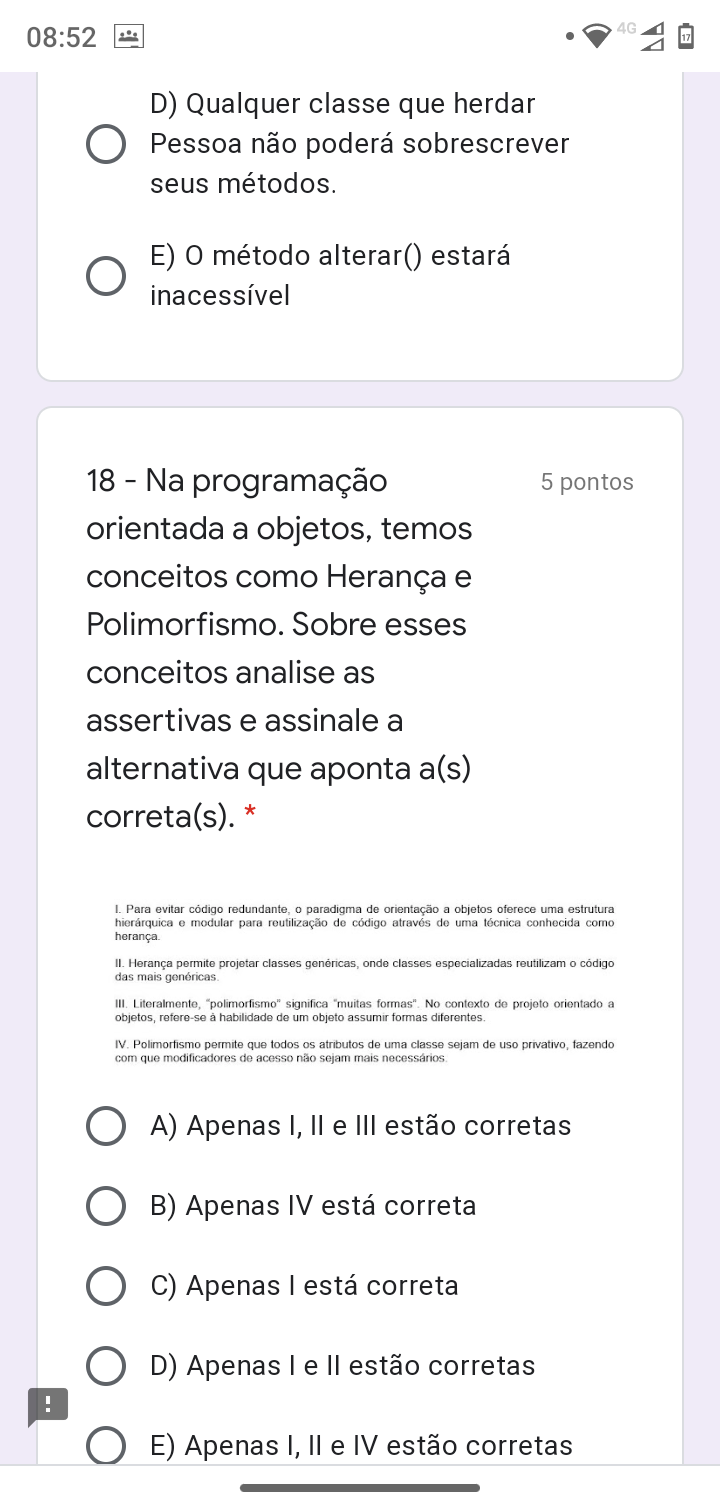 08:52
4G
17
D) Qualquer classe que herdar
Pessoa não poderá sobrescrever
seus métodos.
E) O método alterar() estará
inacessível
18 - Na programação
5 pontos
orientada a objetos, temos
conceitos como Herança e
Polimorfismo. Sobre esses
conceitos analise as
assertivas e assinale a
alternativa que aponta a(s)
correta(s). *
I. Para evitar código redundante, o paradigma de orientação a objetos oferece uma estrutura
hierárquica e modular para reutilização de código através de uma técnica conhecida como
herança.
II. Herança permite projetar classes genéricas, onde classes especializadas reutilizam o código
das mais genéricas.
III. Literalmente, "polimorfismo" significa "muitas formas". No contexto de projeto orientado a
objetos, refere-se à habilidade de um objeto assumir formas diferentes.
IV. Polimorfismo permite que todos os atributos de uma classe sejam de uso privativo, fazendo
com que modificadores de acesso não sejam mais necessários.
A) Apenas I, II e III estão corretas
B) Apenas IV está correta
C) Apenas I está correta
D) Apenas I e II estão corretas
E) Apenas I, II e IV estão corretas